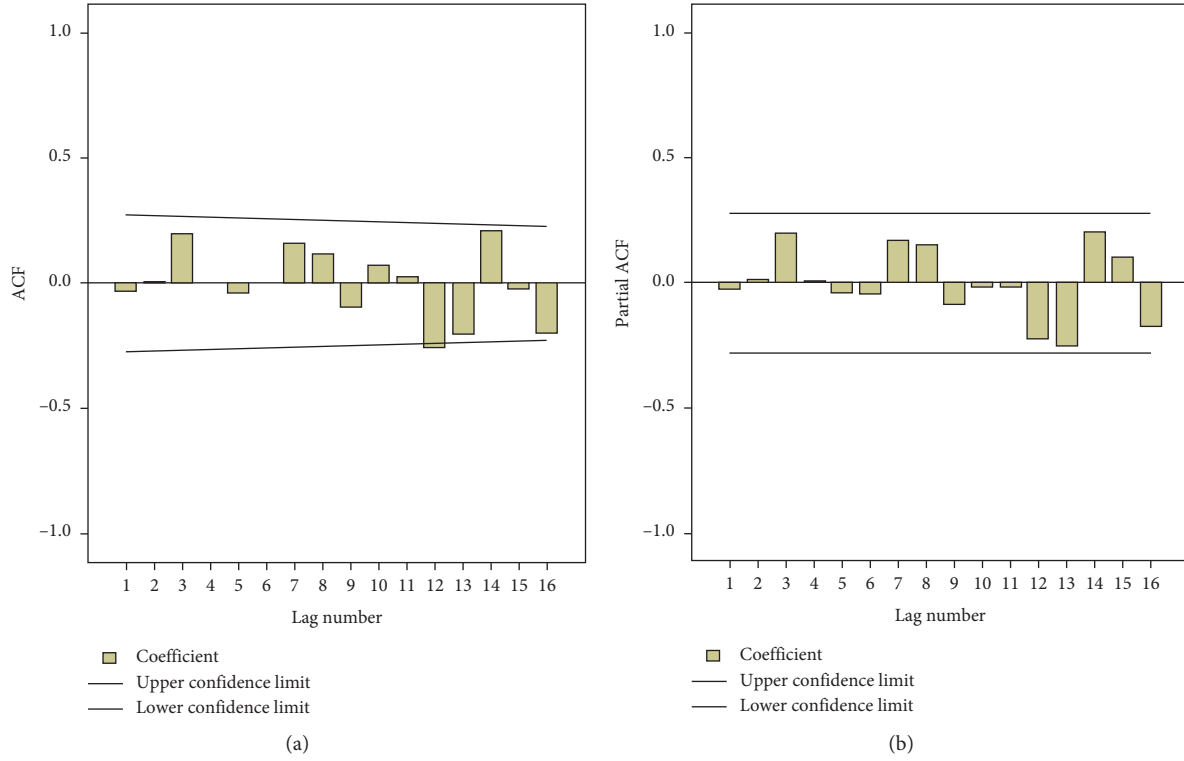 1.0
0.5
0.0
–0.5
–1.0
ACF
1 2 3 4 5 6 7 8 9 10 11 12 13 14 15 16
Lag number
Coefficient
Upper confidence limit
Lower confidence limit
(a)
1.0
0.5
0.0
–0.5
–1.0
Partial ACF
1 2 3 4 5 6 7 8 9 10 11 12 13 14 15 16
Lag number
Coefficient
Upper confidence limit
Lower confidence limit
(b)